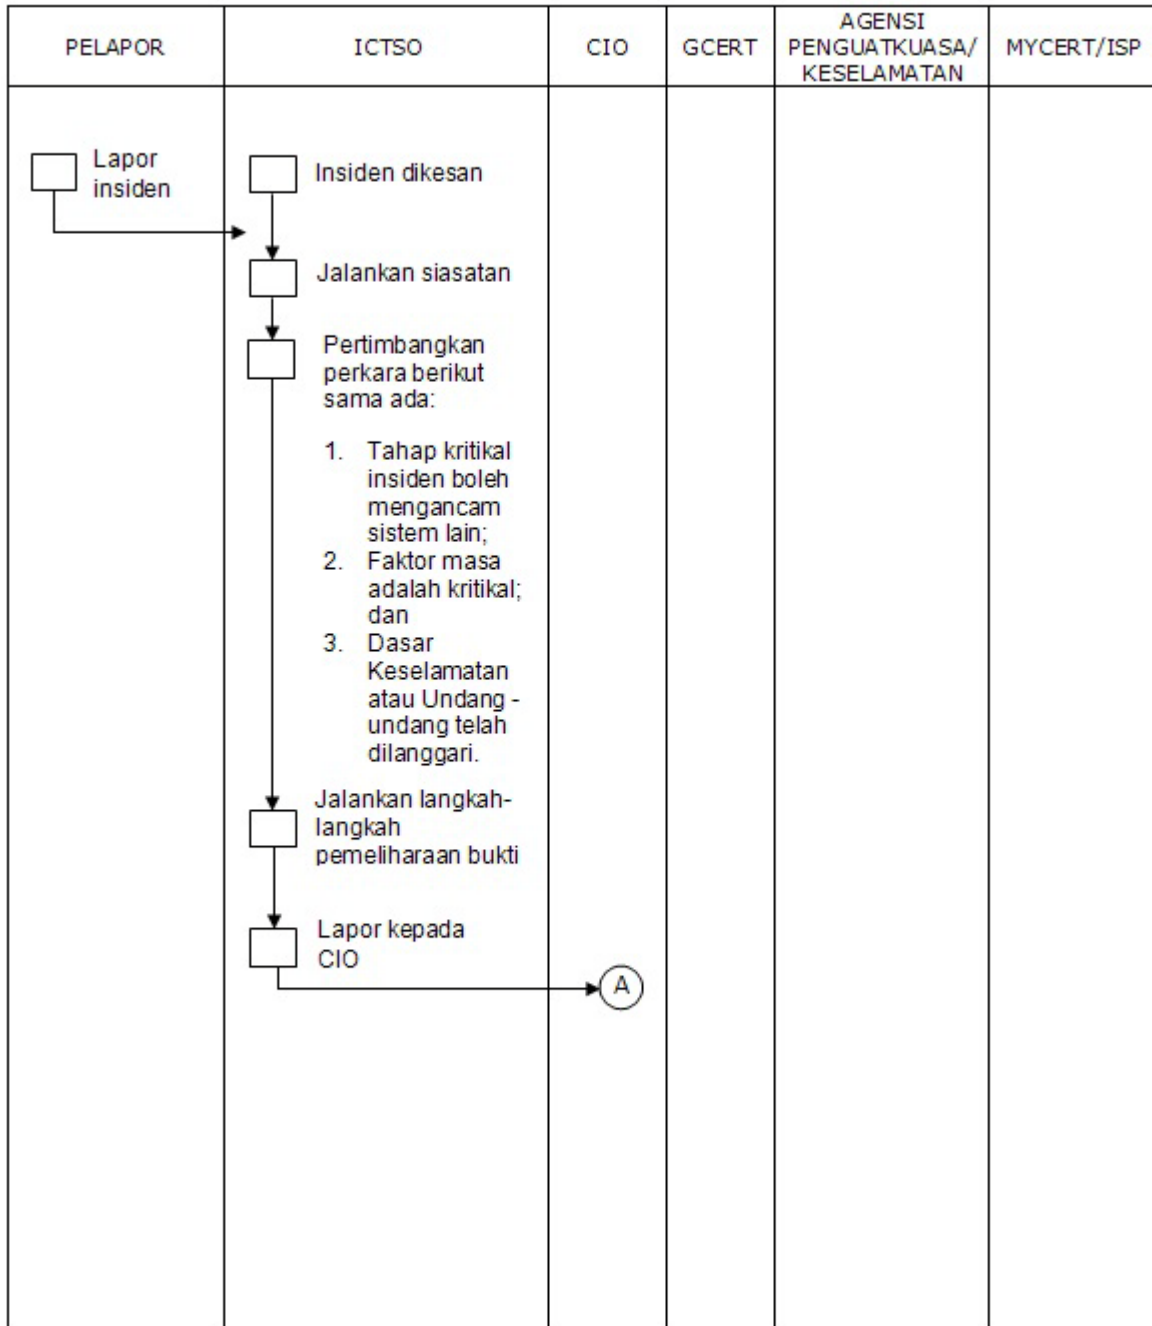 PELAPOR
ICTSO
CIO
GCERT
AGENSI
PENGUATKUASA/
KESELAMATAN
MYCERT/ISP
Lapor
insiden
Insiden dikesan
Jalankan siasatan
Pertimbangkan
perkara berikut
sama ada:
1. Tahap kritikal
insiden boleh
mengancam
sistem lain;
2. Faktor masa
adalah kritikal;
dan
3. Dasar
Keselamatan
atau Undang -
undang telah
dilanggari.
Jalankan langkah-
langkah
pemeliharaan bukti
Lapor kepada
CIO
A